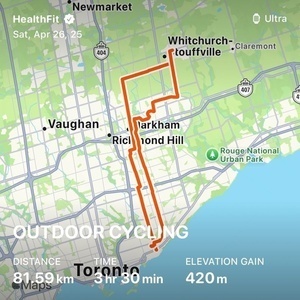 Newmarket
HealthFit
Ultra
Sat, Apr 26, 25
404
Whitchurch-
Stouffville
Claremont
407
Vaughan
404
Markham
Richmond Hill
Rouge National
Urban Park
OUTDOOR CYCLING
DISTANCE
TIME
ELEVATION GAIN
81.59 km
3 hr 30 min
420 m
Toronto
Maps